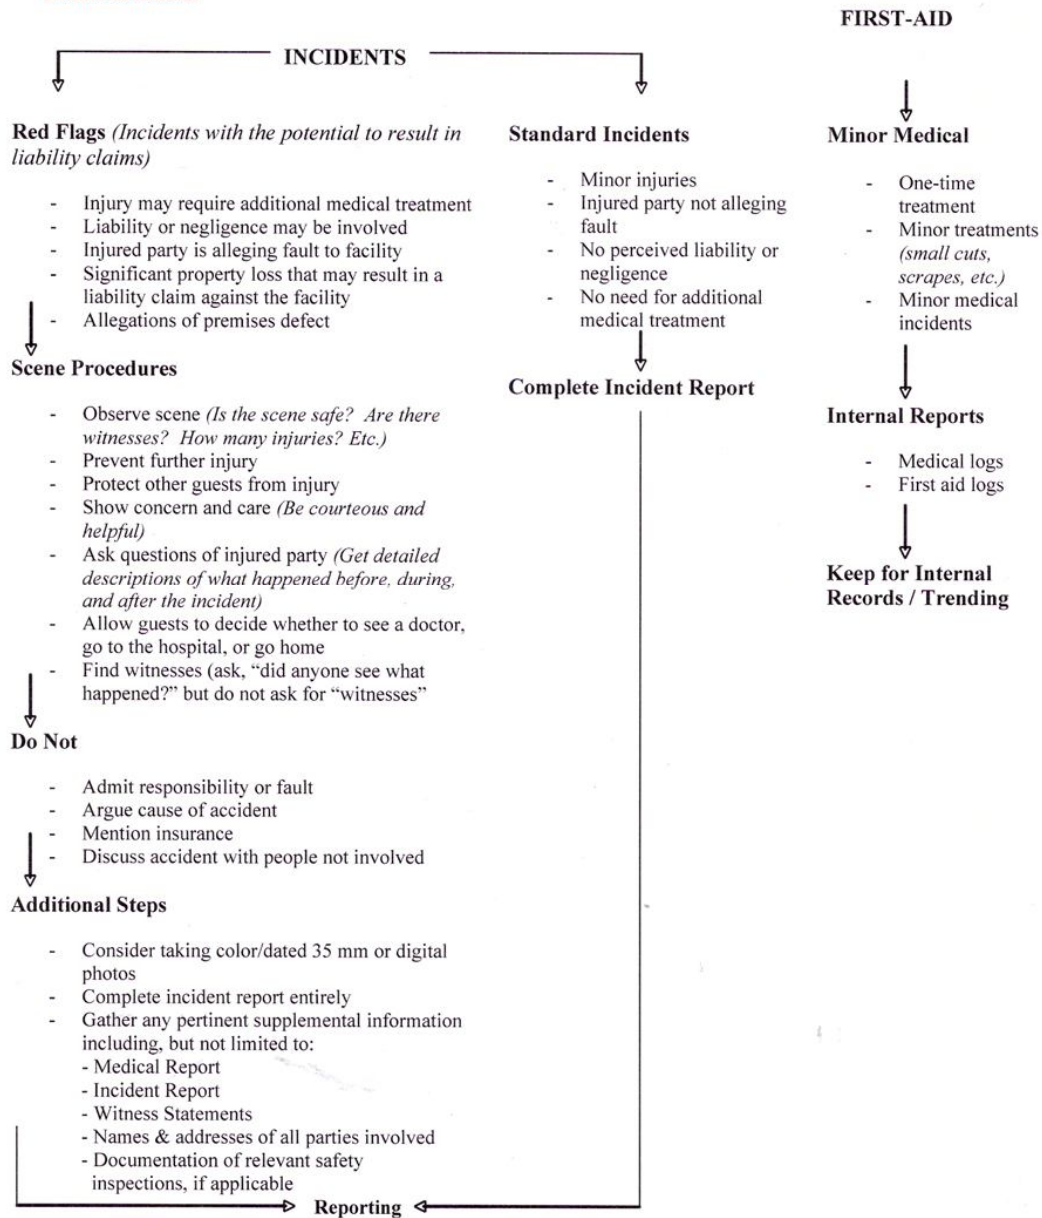 FIRST-AID
INCIDENTS
Red Flags (Incidents with the potential to result in
liability claims)
- Injury may require additional medical treatment
- Liability or negligence may be involved
- Injured party is alleging fault to facility
- Significant property loss that may result in a
liability claim against the facility
- Allegations of premises defect
Scene Procedures
- Observe scene (Is the scene safe? Are there
witnesses? How many injuries? Etc.)
- Prevent further injury
- Protect other guests from injury
- Show concern and care (Be courteous and
helpful)
- Ask questions of injured party (Get detailed
descriptions of what happened before, during,
and after the incident)
- Allow guests to decide whether to see a doctor,
go to the hospital, or go home
- Find witnesses (ask, “did anyone see what
happened?” but do not ask for “witnesses”
Do Not
- Admit responsibility or fault
- Argue cause of accident
- Mention insurance
- Discuss accident with people not involved
Additional Steps
- Consider taking color/dated 35 mm or digital
photos
- Complete incident report entirely
- Gather any pertinent supplemental information
including, but not limited to:
- Medical Report
- Incident Report
- Witness Statements
- Names & addresses of all parties involved
- Documentation of relevant safety
inspections, if applicable
Standard Incidents
- Minor injuries
- Injured party not alleging
fault
- No perceived liability or
negligence
- No need for additional
medical treatment
Complete Incident Report
Minor Medical
- One-time
treatment
- Minor treatments
(small cuts,
scrapes, etc.)
- Minor medical
incidents
Internal Reports
- Medical logs
- First aid logs
Keep for Internal
Records / Trending
Reporting